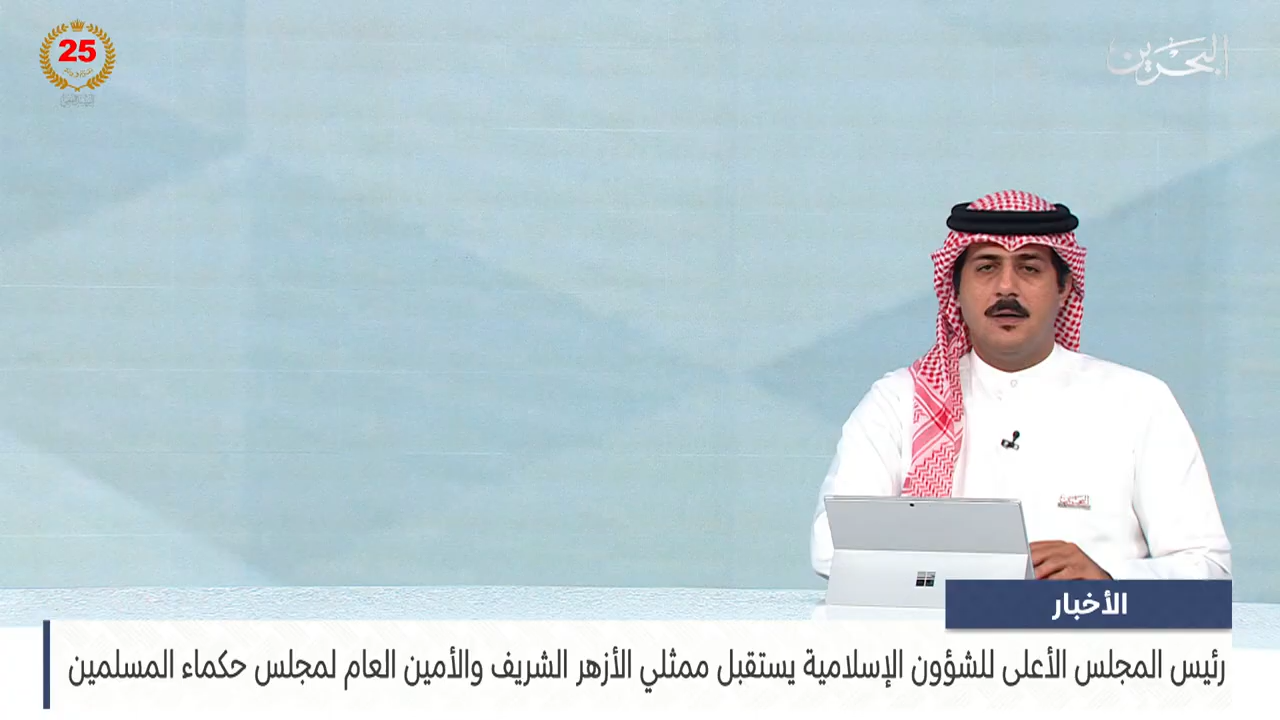 25
البحرين
الأخبار
رئيس المجلس الأعلى للشؤون الإسلامية يستقبل ممثلي الأزهر الشريف والأمين العام لمجلس حكماء المسلمين